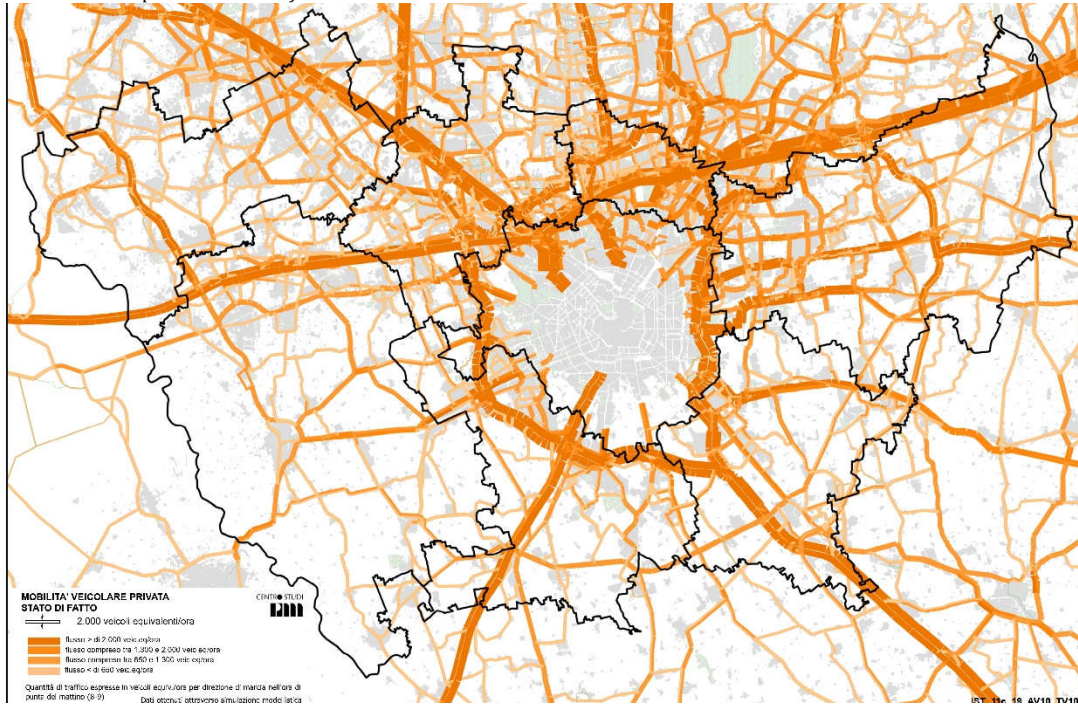 MOBILITA' VEICOLARE PRIVATA
STATO DI FATTO
2.000 veicoli equivalenti/ora
flusso > di 2.000 veic.eq/ora
flusso compreso tra 1.300 e 2.000 veic.eq/ora
flusso compreso tra 650 e 1.300 veic.eq/ora
flusso < di 650 veic.eq/ora
Quantità di traffico espresse in veicoli equiv./ora per direzione di marcia nell'ora di
punta del mattino (8-9)
Dati ottenuti attraverso simulazione modellistica
CENTRO STUDI
PIM